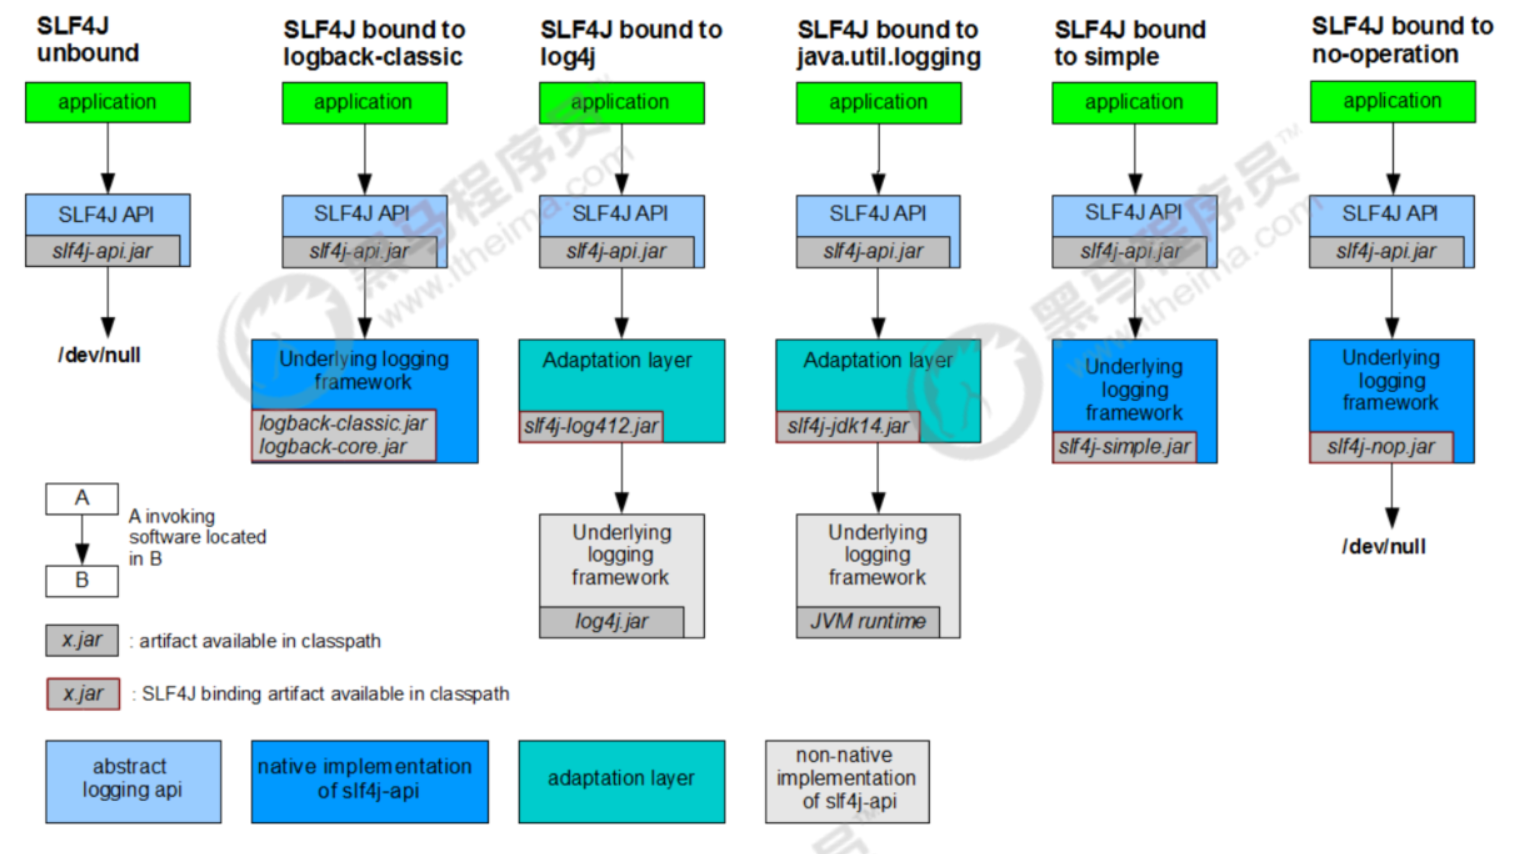 SLF4J
unbound
application
SLF4J API
slf4j-api.jar
/dev/null
SLF4J bound to
logback-classic
application
SLF4J API
slf4j-api.jar
Underlying logging
framework
logback-classic.jar
logback-core.jar
SLF4J bound to
log4j
application
SLF4J API
slf4j-api.jar
Adaptation layer
slf4j-log412.jar
Underlying
logging
framework
log4j.jar
SLF4J bound to
java.util.logging
application
SLF4J API
slf4j-api.jar
Adaptation layer
slf4j-jdk14.jar
Underlying
logging
framework
JVM runtime
SLF4J bound
to simple
application
SLF4J API
slf4j-api.jar
Underlying
logging
framework
slf4j-simple.jar
SLF4J bound to
no-operation
application
SLF4J API
slf4j-api.jar
Underlying
logging
framework
slf4j-nop.jar
/dev/null
A
B
A invoking
software located
in B
x.jar : artifact available in classpath
x.jar : SLF4J binding artifact available in classpath
abstract
logging api
native implementation
of slf4j-api
adaptation layer
non-native
implementation
of slf4j-api
黑马程序员™
www.itheima.com
黑马程序员™
www.itheima.com